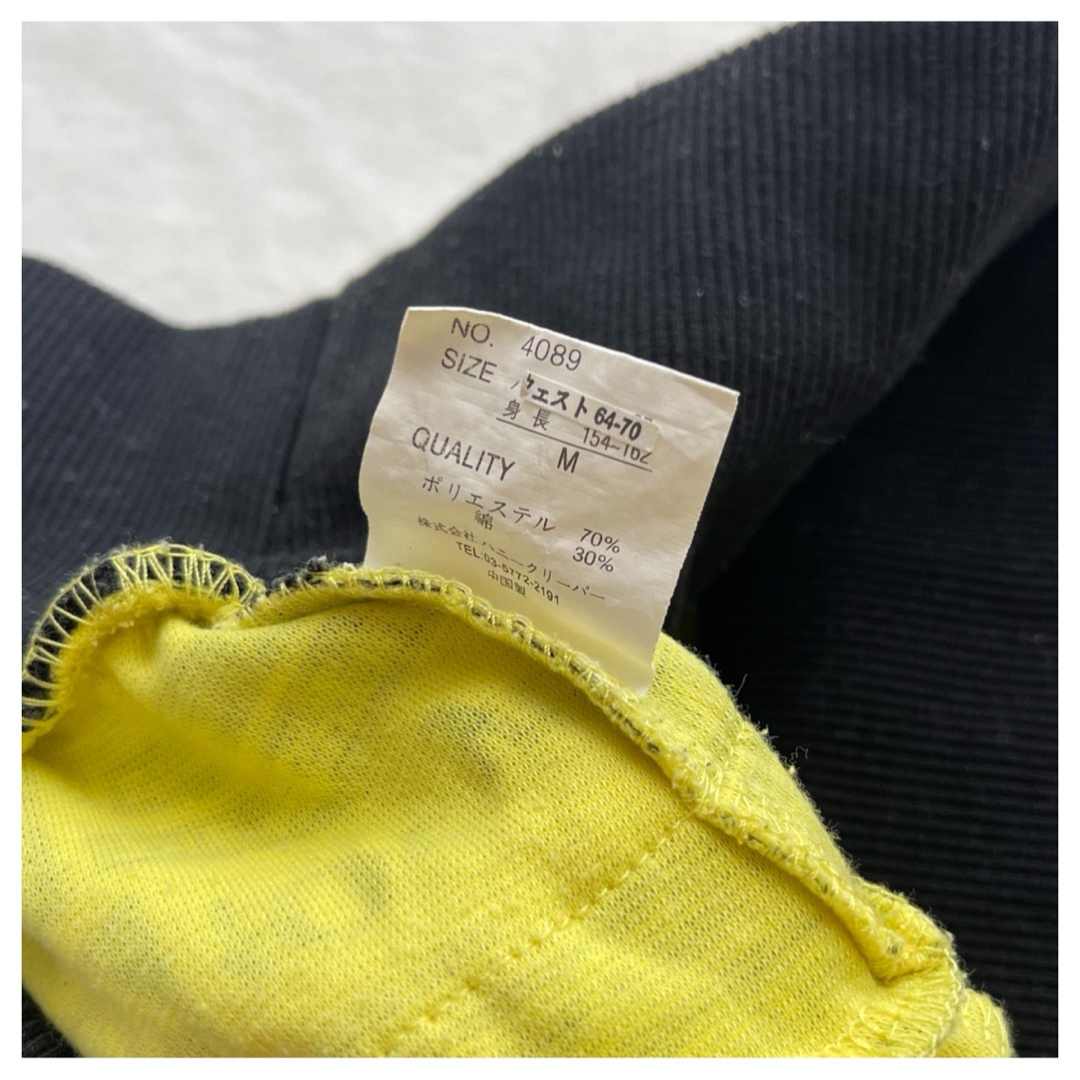 NO. 4089
SIZE ウェスト 64-70
身長 154~162
QUALITY M
ポリエステル 70%
綿 30%
株式会社 ハニークリーパー
TEL.03-5772-2191
中国製